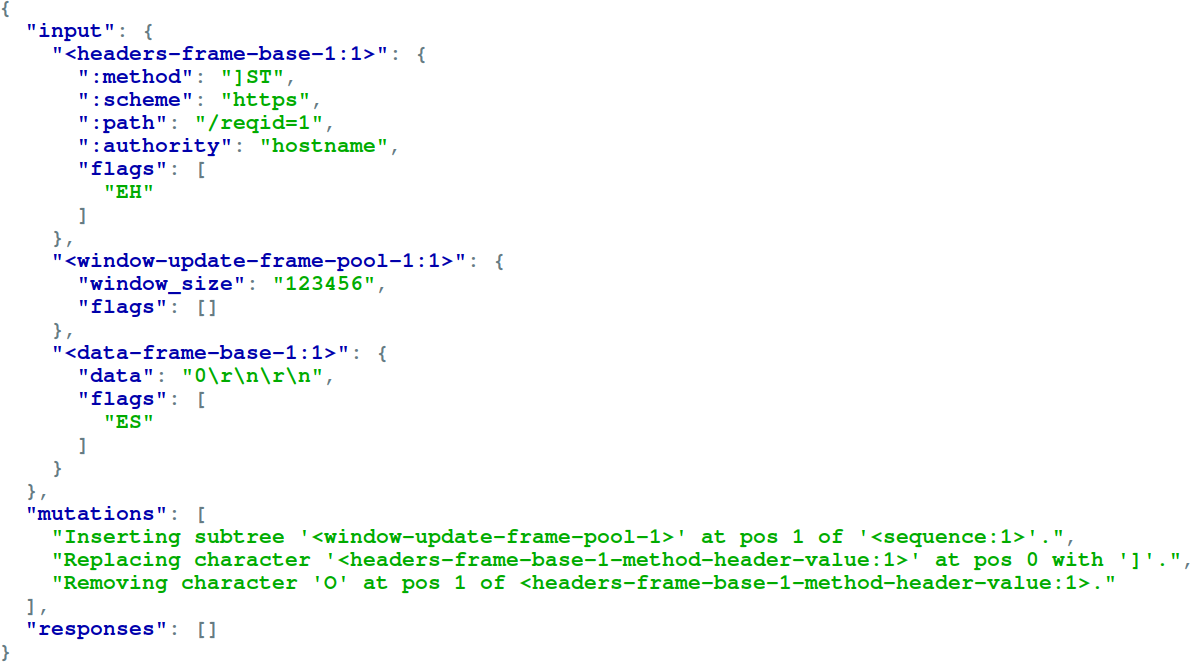 {
  "input": {
    "<headers-frame-base-1:1>": {
      ":method": "]ST",
      ":scheme": "https",
      ":path": "/reqid=1",
      ":authority": "hostname",
      "flags": [
        "EH"
      ]
    },
    "<window-update-frame-pool-1:1>": {
      "window_size": "123456",
      "flags": []
    },
    "<data-frame-base-1:1>": {
      "data": "0\r\n\r\n",
      "flags": [
        "ES"
      ]
    }
  },
  "mutations": [
    "Inserting subtree '<window-update-frame-pool-1>' at pos 1 of '<sequence:1>'.",
    "Replacing character '<headers-frame-base-1-method-header-value:1>' at pos 0 with ']'.",
    "Removing character 'O' at pos 1 of <headers-frame-base-1-method-header-value:1>."
  ],
  "responses": []
}